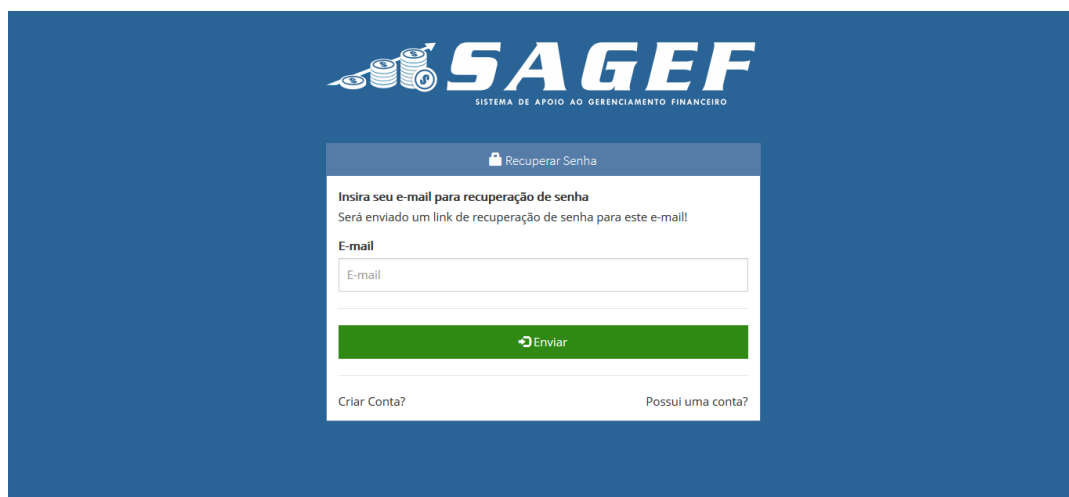 SAGEF
SISTEMA DE APOIO AO GERENCIAMENTO FINANCEIRO
Recuperar Senha
Insira seu e-mail para recuperação de senha
Será enviado um link de recuperação de senha para este e-mail!
E-mail
E-mail
Enviar
Criar Conta? Possui uma conta?